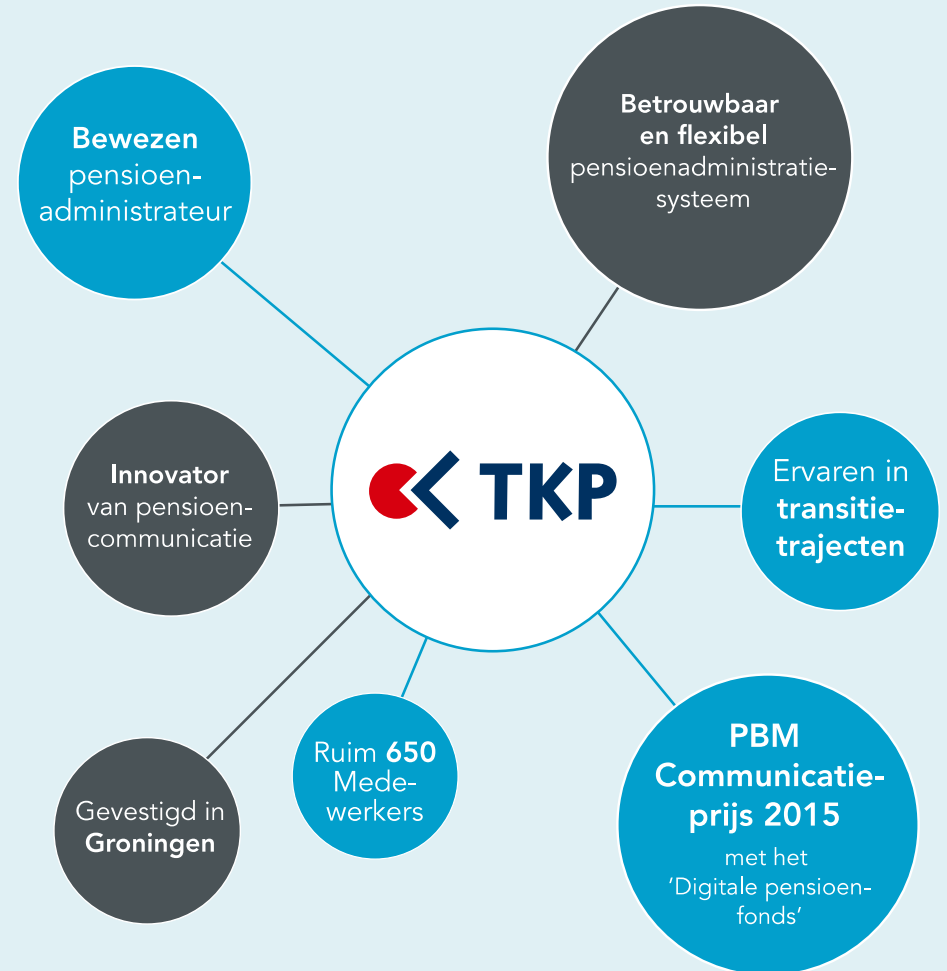 Bewezen
pensioen-
administrateur
Betrouwbaar
en flexibel
pensioenadministratie-
systeem
Innovator
van pensioen-
communicatie
TKP
Ervaren in
transitie-
trajecten
Gevestigd in
Groningen
Ruim 650
Mede-
werkers
PBM
Communicatie-
prijs 2015
met het
‘Digitale pensioen-
fonds’